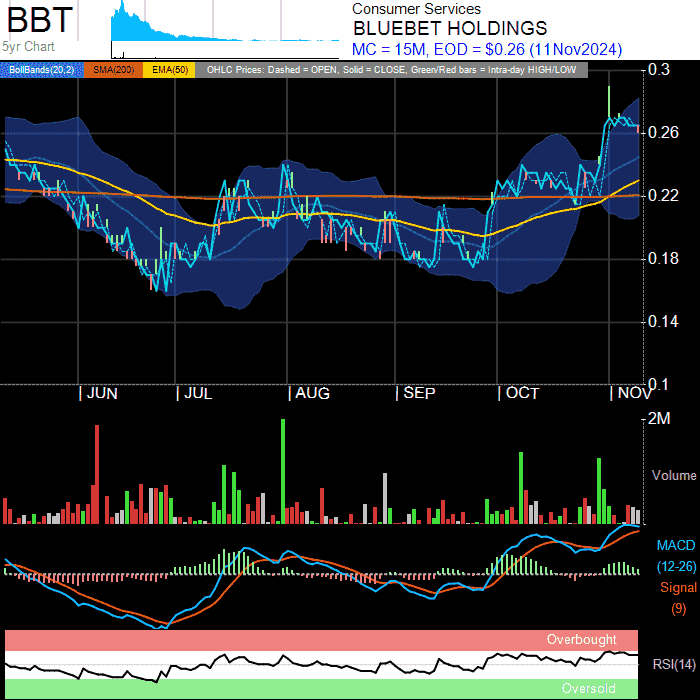 BBT
5yr Chart
Consumer Services
BLUEBET HOLDINGS
MC = 15M, EOD = $0.26 (11Nov2024)
BollBands(20,2) SMA(200) EMA(50) OHLC Prices: Dashed = OPEN, Solid = CLOSE, Green/Red bars = Intra-day HIGH/LOW
0.3
0.26
0.22
0.18
0.14
0.1
JUN JUL AUG SEP OCT NOV
2M
Volume
MACD
(12-26)
Signal
(9)
Overbought
RSI(14)
Oversold